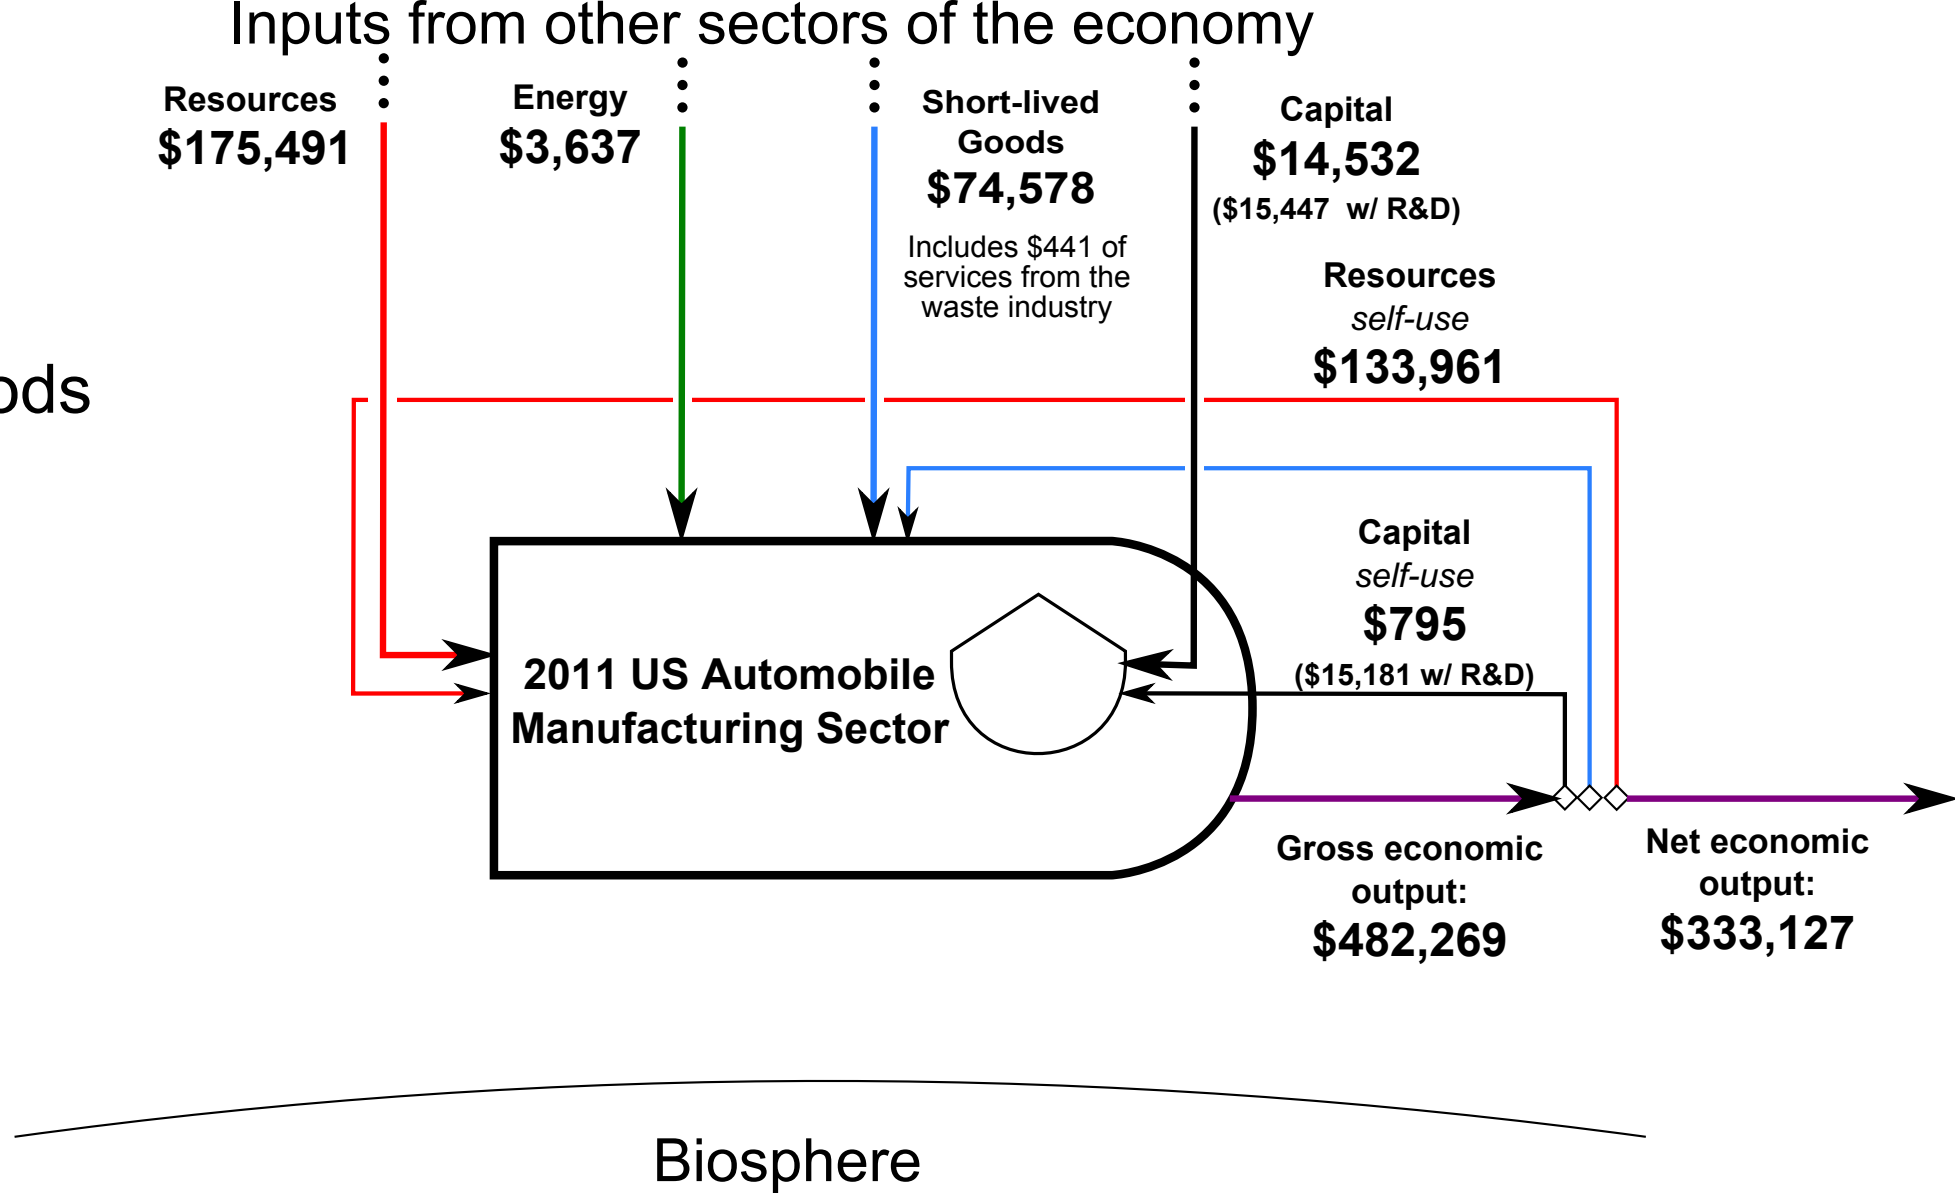 Inputs from other sectors of the economy
Resources
$175,491
Energy
$3,637
Short-lived
Goods
$74,578
Includes $441 of
services from the
waste industry
Capital
$14,532
($15,447 w/ R&D)
Resources
self-use
$133,961
ods
Capital
self-use
$795
($15,181 w/ R&D)
2011 US Automobile
Manufacturing Sector
Gross economic
output:
$482,269
Net economic
output:
$333,127
Biosphere